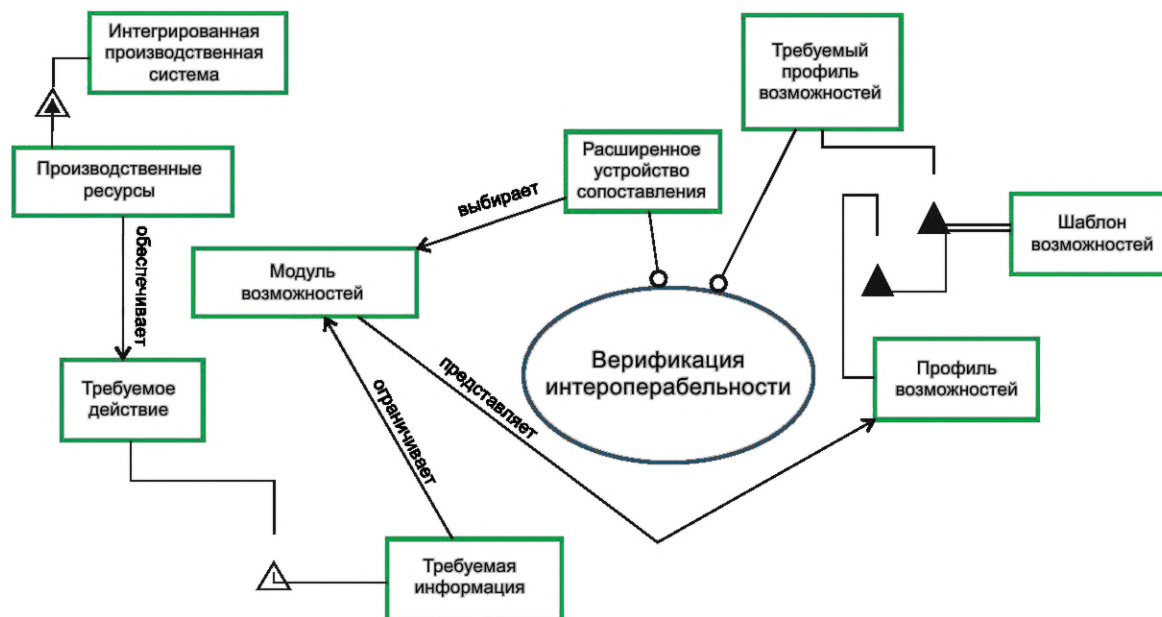 Интегрированная
производственная
система
Требуемый
профиль
возможностей
Производственные
ресурсы
Расширенное
устройство
сопоставления
выбирает
Шаблон
возможностей
обеспечивает
Модуль
возможностей
Верификация
интероперабельности
представляет
Профиль
возможностей
Требуемое
действие
ограничивает
Требуемая
информация